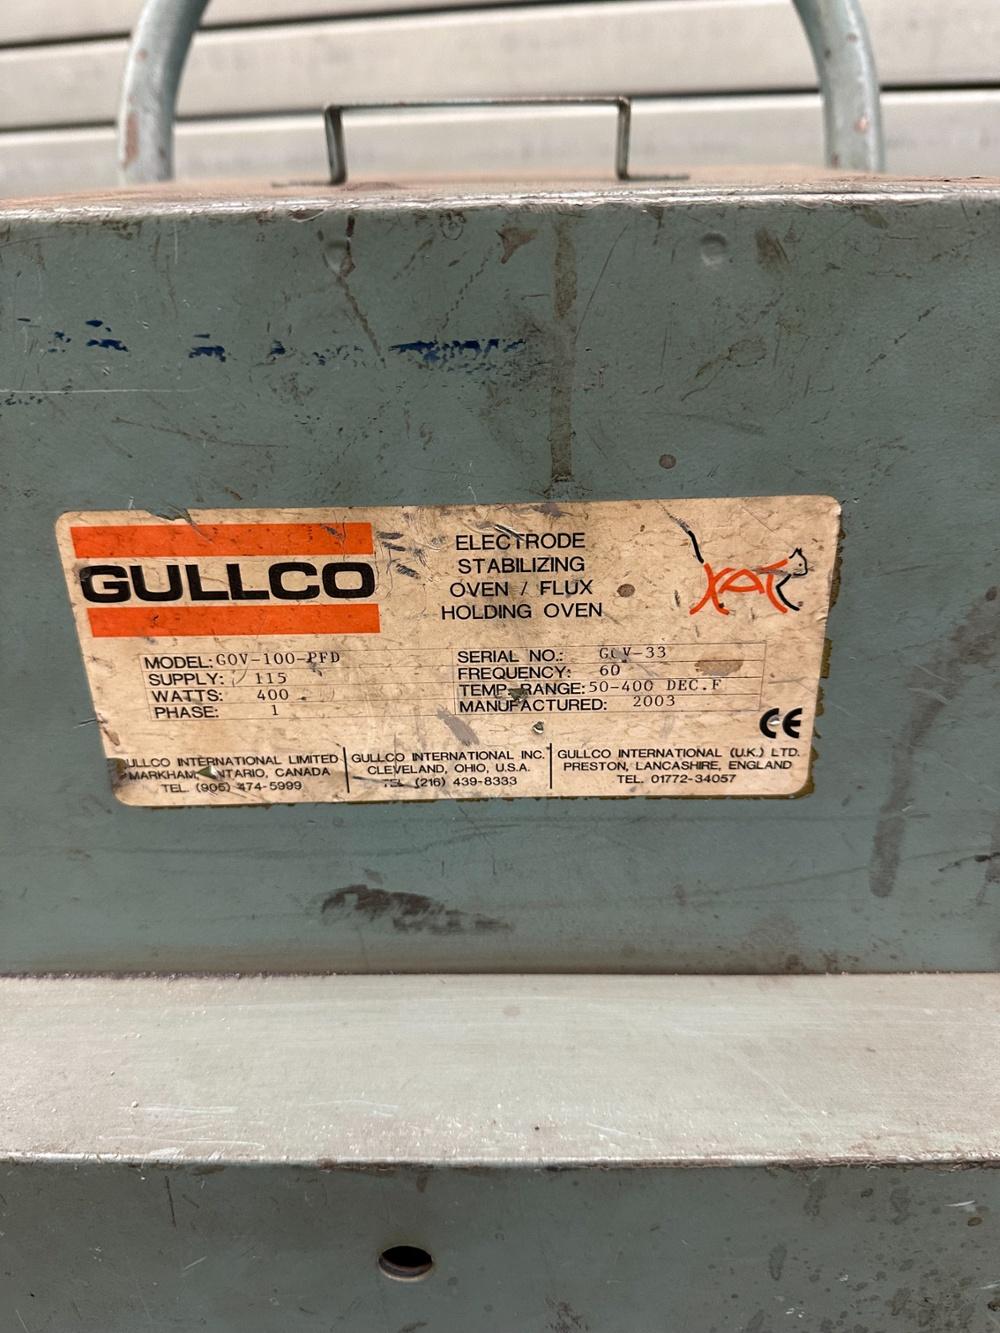 GULLCO
ELECTRODE
STABILIZING
OVEN / FLUX
HOLDING OVEN
KAT
MODEL: GOV-100-PFD
SUPPLY: 115
WATTS: 400
PHASE: 1
SERIAL NO.: GOV-33
FREQUENCY: 60
TEMP. RANGE: 50-400 DEC.F
MANUFACTURED: 2003
CE
GULLCO INTERNATIONAL LIMITED
MARKHAM, ONTARIO, CANADA
TEL. (905) 474-5999
GULLCO INTERNATIONAL INC.
CLEVELAND, OHIO, U.S.A.
TEL. (216) 439-8333
GULLCO INTERNATIONAL (U.K.) LTD.
PRESTON, LANCASHIRE, ENGLAND
TEL. 01772-34057